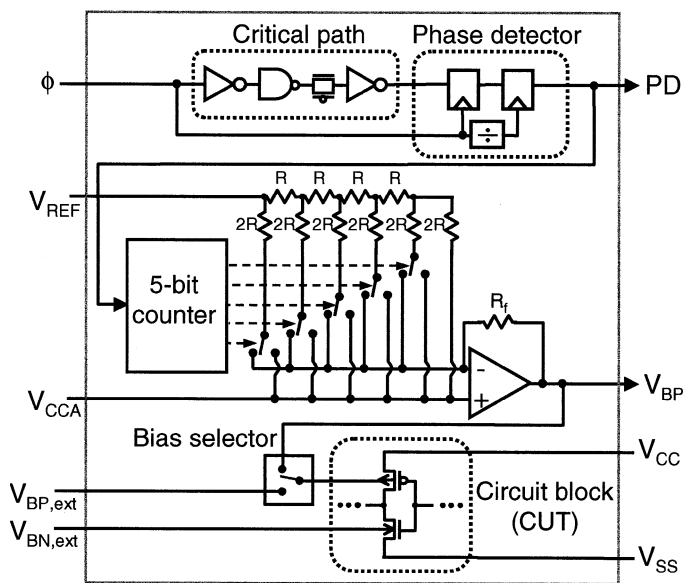 Critical path
Phase detector
ϕ
÷
PD
R R R R
V_REF
2R 2R 2R 2R 2R 2R
5-bit
counter
R_f
-
+
V_BP
V_CCA
Bias selector
V_CC
V_BP,ext
Circuit block
(CUT)
V_BN,ext
V_SS